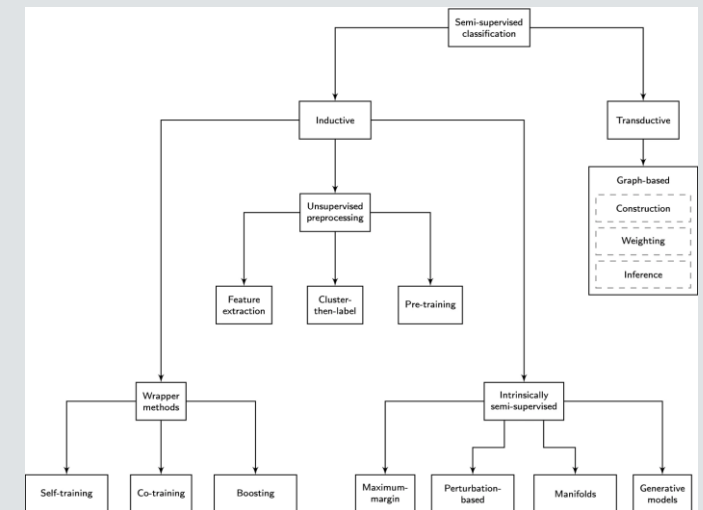 Semi-supervised
classification
Inductive
Transductive
Graph-based
Construction
Weighting
Inference
Unsupervised
preprocessing
Feature
extraction
Cluster-
then-label
Pre-training
Wrapper
methods
Intrinsically
semi-supervised
Self-training
Co-training
Boosting
Maximum-
margin
Perturbation-
based
Manifolds
Generative
models